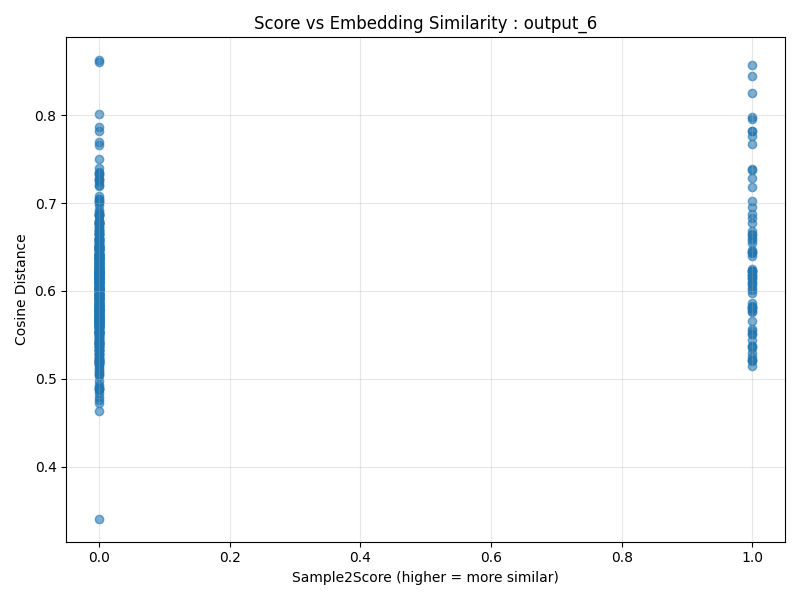 Score vs Embedding Similarity : output_6
Cosine Distance
0.8
0.7
0.6
0.5
0.4
0.0 0.2 0.4 0.6 0.8 1.0
Sample2Score (higher = more similar)